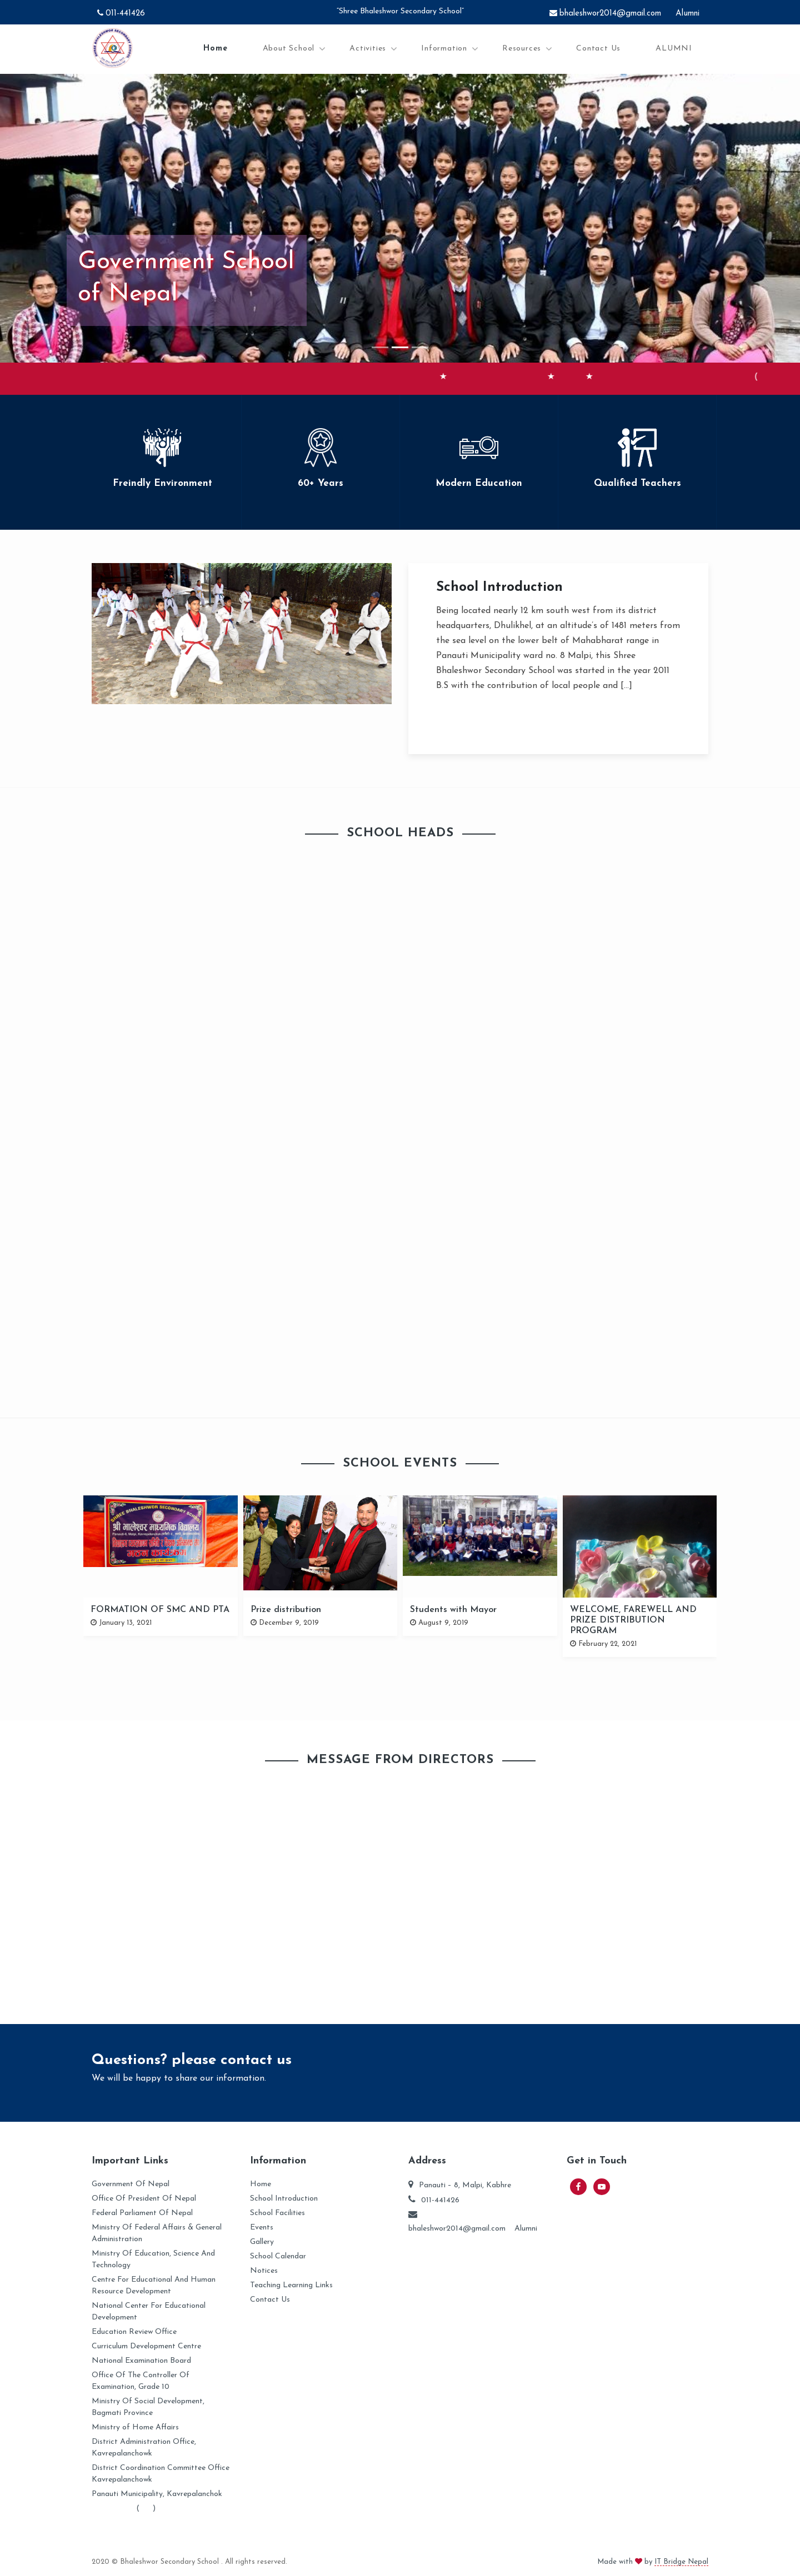 011-441426
"Shree Bhaleshwor Secondary School"
bhaleshwor2014@gmail.com Alumni
Home About School Activities Information Resources Contact Us ALUMNI
Government School
of Nepal
★ ★ ★ (
Freindly Environment
60+ Years
Modern Education
Qualified Teachers
School Introduction
Being located nearly 12 km south west from its district
headquarters, Dhulikhel, at an altitude's of 1481 meters from
the sea level on the lower belt of Mahabharat range in
Panauti Municipality ward no. 8 Malpi, this Shree
Bhaleshwor Secondary School was started in the year 2011
B.S with the contribution of local people and [...]
SCHOOL HEADS
SCHOOL EVENTS
FORMATION OF SMC AND PTA
January 13, 2021
Prize distribution
December 9, 2019
Students with Mayor
August 9, 2019
WELCOME, FAREWELL AND
PRIZE DISTRIBUTION
PROGRAM
February 22, 2021
MESSAGE FROM DIRECTORS
Questions? please contact us
We will be happy to share our information.
Important Links
Government Of Nepal
Office Of President Of Nepal
Federal Parliament Of Nepal
Ministry Of Federal Affairs & General
Administration
Ministry Of Education, Science And
Technology
Centre For Educational And Human
Resource Development
National Center For Educational
Development
Education Review Office
Curriculum Development Centre
National Examination Board
Office Of The Controller Of
Examination, Grade 10
Ministry Of Social Development,
Bagmati Province
Ministry of Home Affairs
District Administration Office,
Kavrepalanchowk
District Coordination Committee Office
Kavrepalanchowk
Panauti Municipality, Kavrepalanchok
( )
Information
Home
School Introduction
School Facilities
Events
Gallery
School Calendar
Notices
Teaching Learning Links
Contact Us
Address
Panauti - 8, Malpi, Kabhre
011-441426
bhaleshwor2014@gmail.com Alumni
Get in Touch
2020 © Bhaleshwor Secondary School . All rights reserved.
Made with ♥ by IT Bridge Nepal